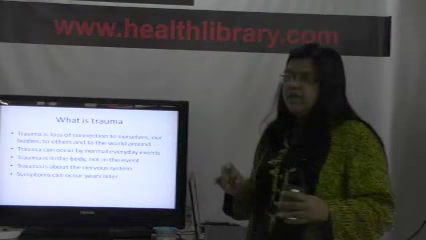 www.healthlibrary.com
What is trauma
• Trauma is loss of connection to ourselves, our
bodies, to others and to the world around
• Trauma can occur by normal everyday events
• Trauma is in the body, not in the event
• Trauma is about the nervous system
• Symptoms can occur years later